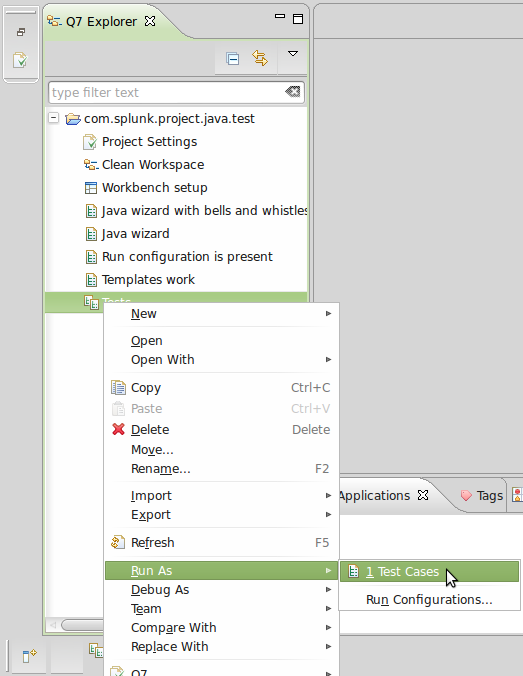 Q7 Explorer
type filter text
com.splunk.project.java.test
Project Settings
Clean Workspace
Workbench setup
Java wizard with bells and whistles
Java wizard
Run configuration is present
Templates work
Tests
New
Open
Open With
Copy Ctrl+C
Paste Ctrl+V
Delete Delete
Move...
Rename... F2
Import
Export
Applications Tags
Refresh F5
Run As
1 Test Cases
Debug As
Run Configurations...
Team
Compare With
Replace With
Q7